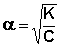 α = √(K/C)